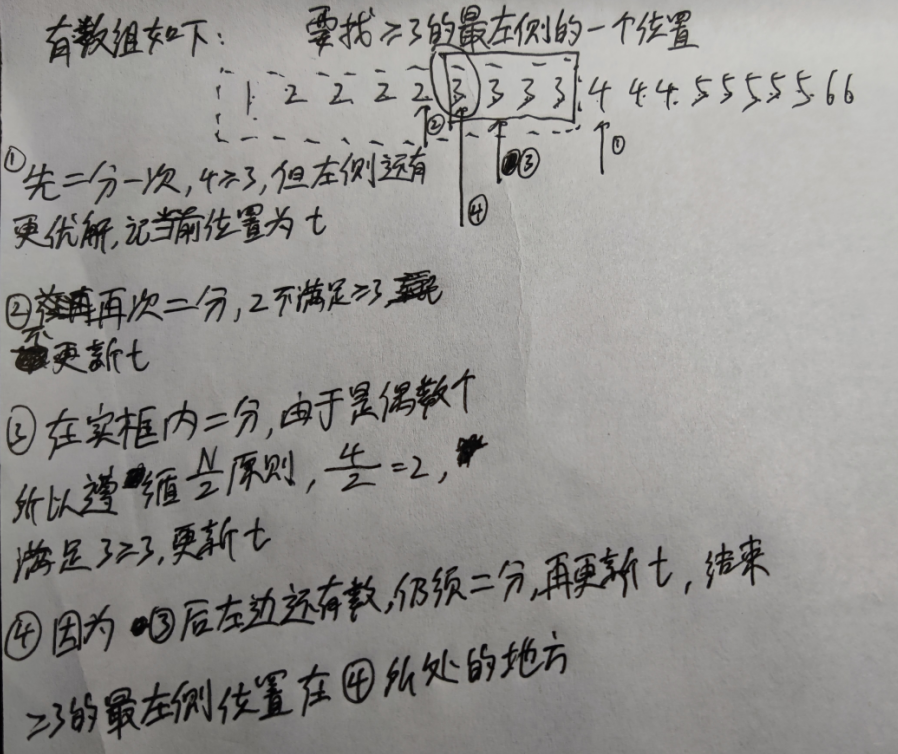 有数组如下: 要找≥3的最左侧的一个位置
1 2 2 2 2 3 3 3 3 4 4 4 5 5 5 5 5 6 6
② ③ ① ④
①先二分一次,4≥3,但左侧还有
更优解,记当前位置为t
②再次二分,2不满足≥3,
不更新t
③在实框内二分,由于是偶数个
所以遵循N/2原则,4/2=2,
满足3≥3,更新t
④因为③后左边还有数,仍须二分,再更新t,结束
≥3的最左侧位置在④所处的地方